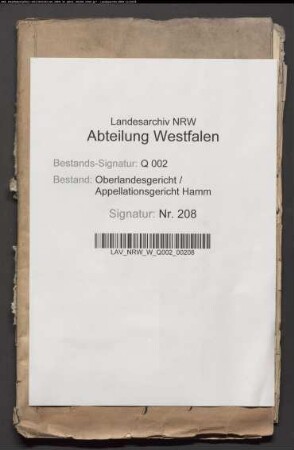 Landesarchiv NRW
Abteilung Westfalen
Bestands-Signatur: Q 002
Bestand: Oberlandesgericht /
Appellationsgericht Hamm
Signatur: Nr. 208
LAV_NRW_W_Q002_00208